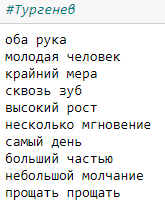 #Тургенев
оба рука
молодая человек
крайний мера
сквозь зуб
высокий рост
несколько мгновение
самый день
больший частью
небольшой молчание
прощать прощать